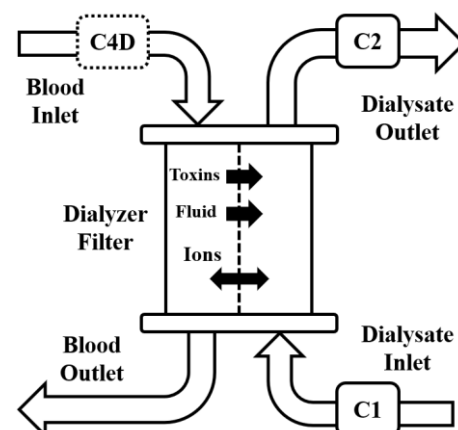 C4D
C2
Blood
Inlet
Dialysate
Outlet
Toxins
Fluid
Ions
Dialyzer
Filter
Blood
Outlet
Dialysate
Inlet
C1